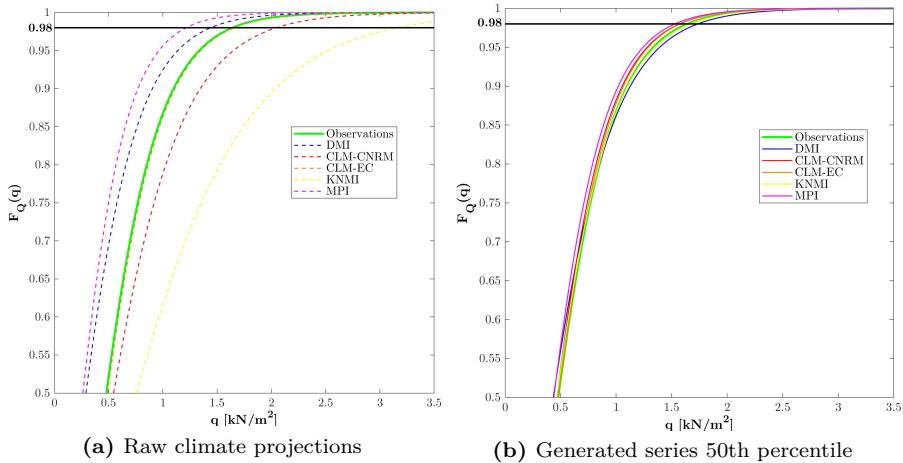 1
0.98
0.95
0.9
0.85
0.8
0.75
0.7
0.65
0.6
0.55
0.5
F_Q(q)
Observations
DMI
CLM-CNRM
CLM-EC
KNMI
MPI
0 0.5 1 1.5 2 2.5 3 3.5
q [kN/m²]
(a) Raw climate projections
1
0.98
0.95
0.9
0.85
0.8
0.75
0.7
0.65
0.6
0.55
0.5
F_Q(q)
Observations
DMI
CLM-CNRM
CLM-EC
KNMI
MPI
0 0.5 1 1.5 2 2.5 3 3.5
q [kN/m²]
(b) Generated series 50th percentile